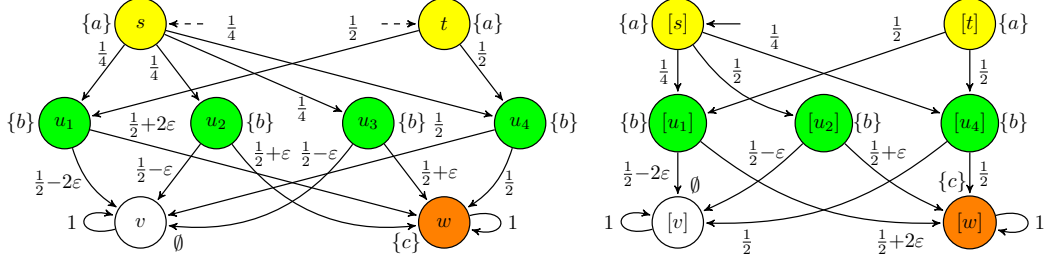 {a} s 1/4 1/2 t {a} {a} [s] 1/4 1/2 [t] {a}
1/4 1/4 1/2 1/4 1/2 1/2
{b} u₁ 1/2+2ε u₂ {b} 1/4 u₃ {b} 1/2 u₄ {b} {b} [u₁] [u₂] {b} [u₄] {b}
1/2−2ε 1/2−ε 1/2+ε 1/2−ε 1/2+ε 1/2 1/2−2ε 1/2−ε 1/2+ε 1/2
∅ {c}
1 v w 1 1 [v] [w] 1
∅ {c} 1/2 1/2+2ε